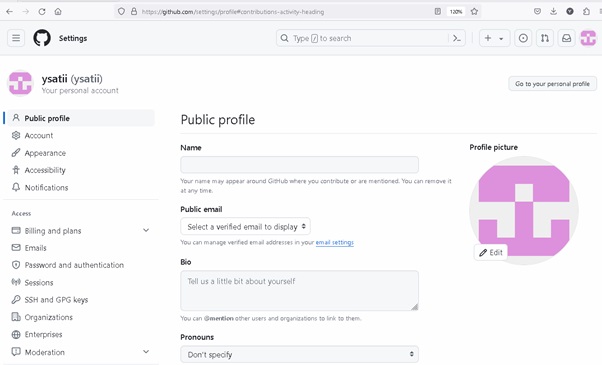 https://github.com/settings/profile#contributions-activity-heading
120%
Settings
Type / to search
ysatii (ysatii)
Your personal account
Go to your personal profile
Public profile
Account
Appearance
Accessibility
Notifications
Access
Billing and plans
Emails
Password and authentication
Sessions
SSH and GPG keys
Organizations
Enterprises
Moderation
Public profile
Name
Your name may appear around GitHub where you contribute or are mentioned. You can remove
it at any time.
Public email
Select a verified email to display
You can manage verified email addresses in your email settings
Bio
Tell us a little bit about yourself
You can @mention other users and organizations to link to them.
Pronouns
Don't specify
Profile picture
Edit